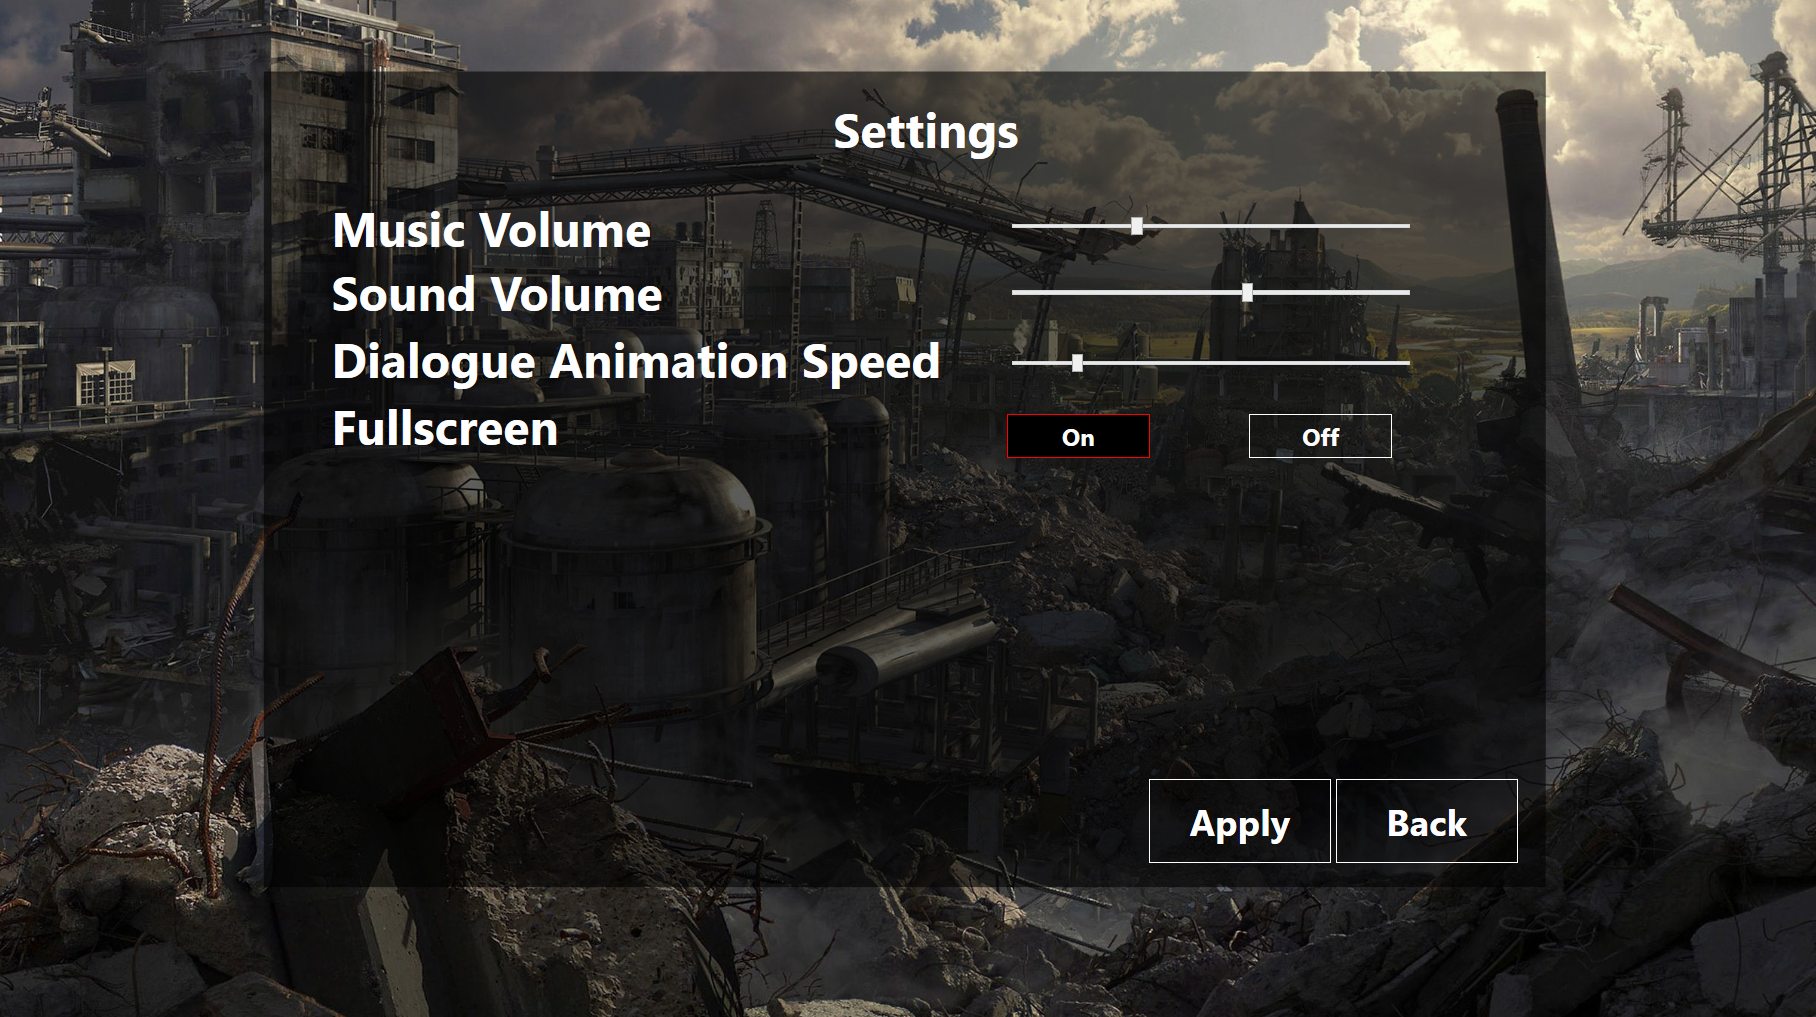 Settings
Music Volume
Sound Volume
Dialogue Animation Speed
Fullscreen
On
Off
Apply
Back